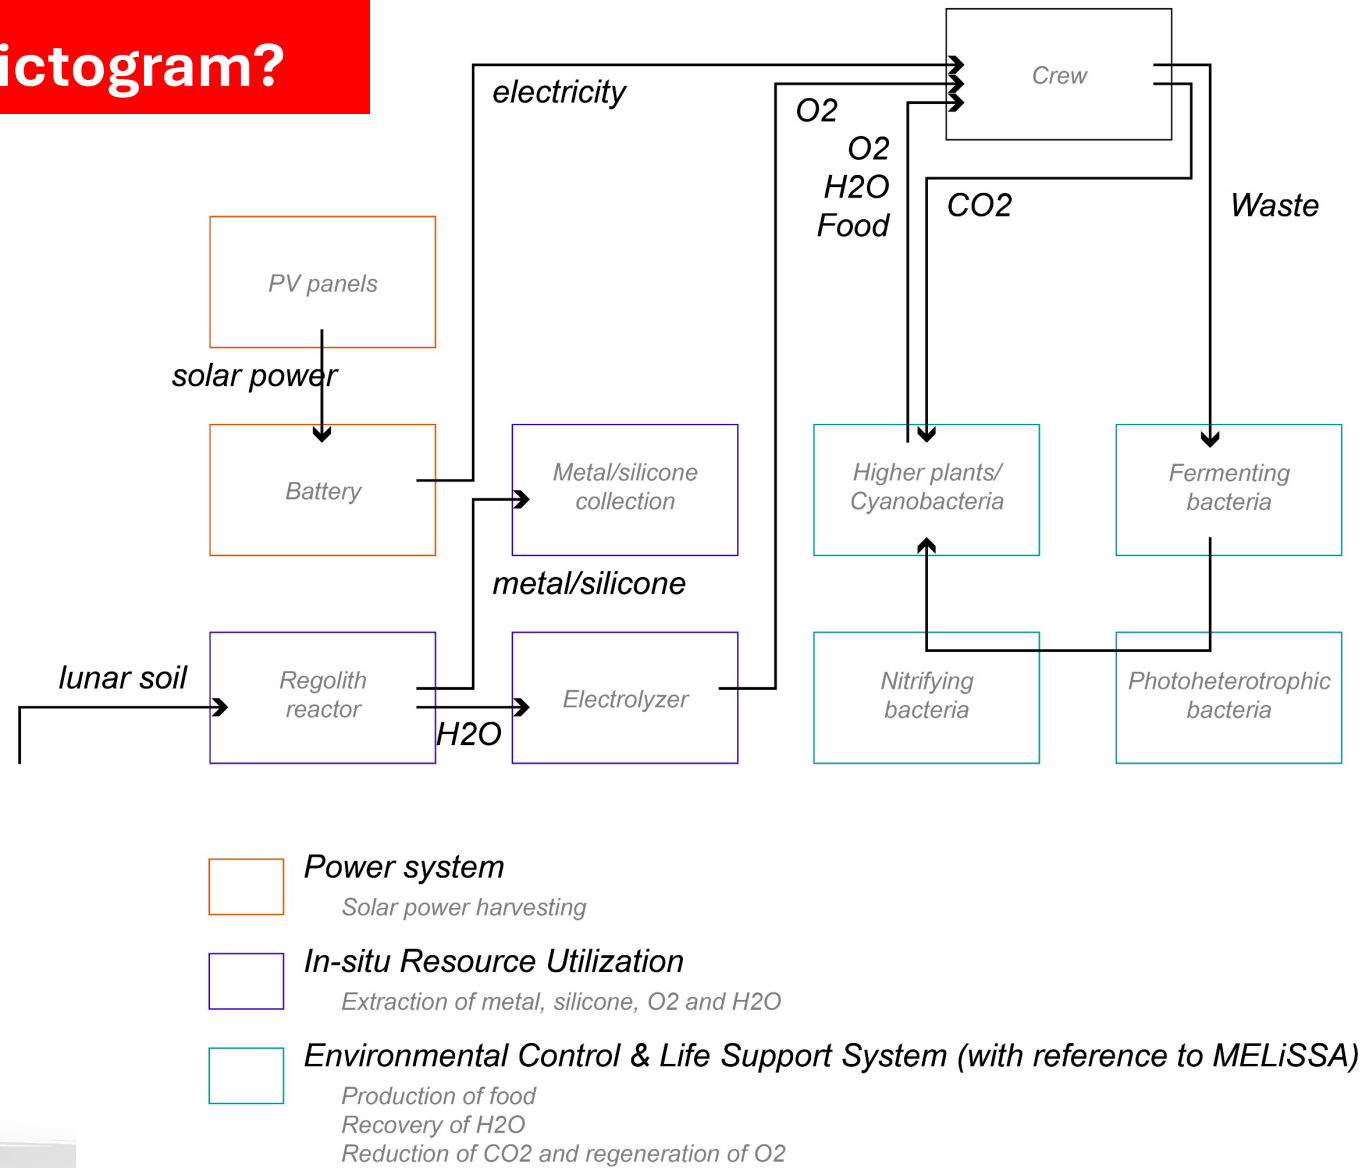 ictogram?
Crew
electricity
O2
O2
H2O
Food
CO2
Waste
PV panels
solar power
Battery
Metal/silicone
collection
Higher plants/
Cyanobacteria
Fermenting
bacteria
metal/silicone
lunar soil
Regolith
reactor
H2O
Electrolyzer
Nitrifying
bacteria
Photoheterotrophic
bacteria
Power system
Solar power harvesting
In-situ Resource Utilization
Extraction of metal, silicone, O2 and H2O
Environmental Control & Life Support System (with reference to MELiSSA)
Production of food
Recovery of H2O
Reduction of CO2 and regeneration of O2